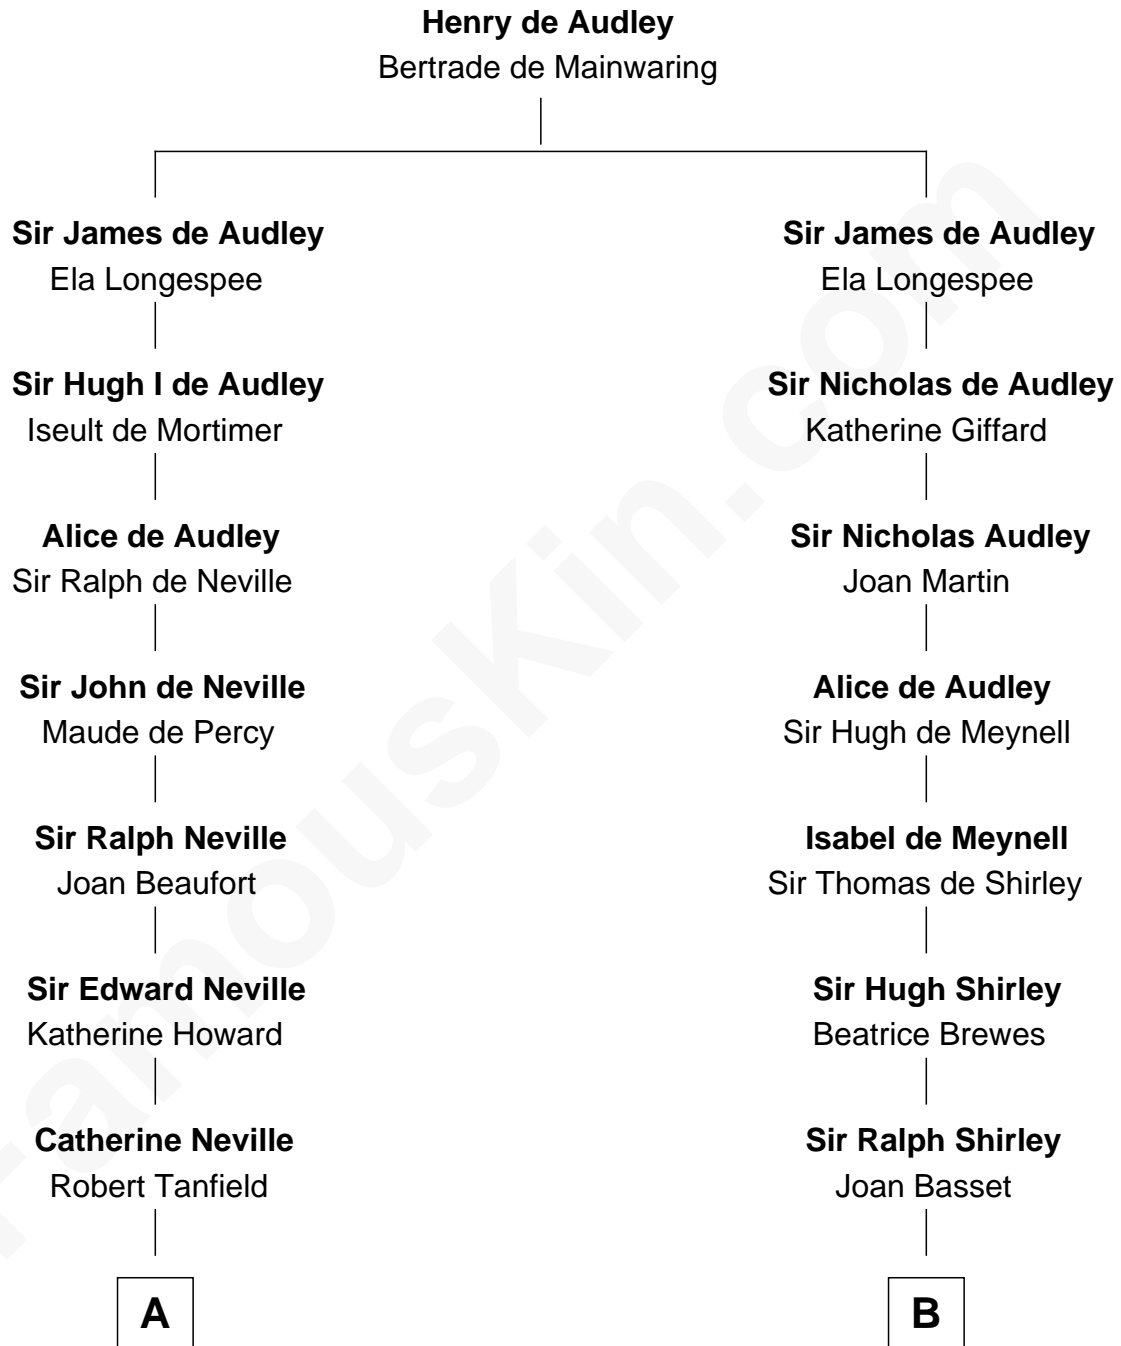 Henry de Audley
Bertrade de Mainwaring
Sir James de Audley
Ela Longespee
Sir James de Audley
Ela Longespee
Sir Hugh I de Audley
Iseult de Mortimer
Sir Nicholas de Audley
Katherine Giffard
Alice de Audley
Sir Ralph de Neville
Sir Nicholas Audley
Joan Martin
Sir John de Neville
Maude de Percy
Alice de Audley
Sir Hugh de Meynell
Sir Ralph Neville
Joan Beaufort
Isabel de Meynell
Sir Thomas de Shirley
Sir Edward Neville
Katherine Howard
Sir Hugh Shirley
Beatrice Brewes
Catherine Neville
Robert Tanfield
Sir Ralph Shirley
Joan Basset
A
B
FamousKin.com